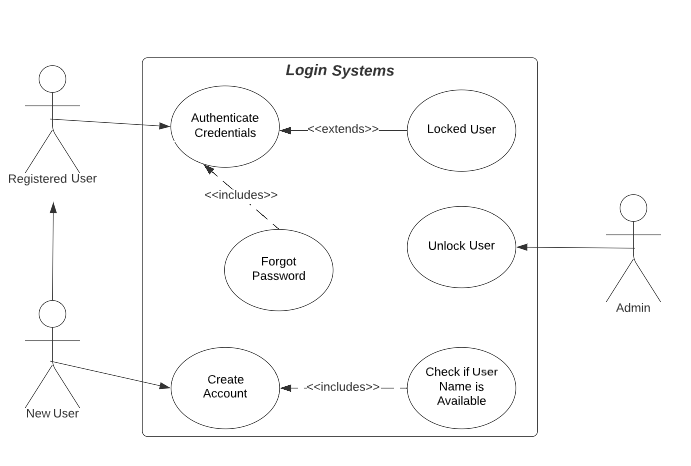 Login Systems
Authenticate
Credentials
<<extends>>
Locked User
Registered User
<<includes>>
Unlock User
Forgot
Password
Admin
Create
Account
<<includes>>
Check if User
Name is
Available
New User